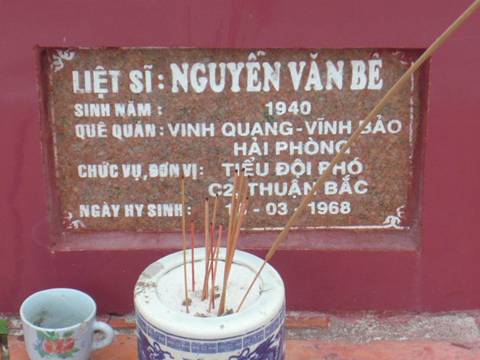 LIỆT SĨ: NGUYỄN VĂN BÊ
SINH NĂM: 1940
QUÊ QUÁN: VINH QUANG-VĨNH BẢO
HẢI PHÒNG
CHỨC VỤ, ĐƠN VỊ: TIỂU ĐỘI PHÓ
C2 THUẬN BẮC
NGÀY HY SINH: - 03 - 1968